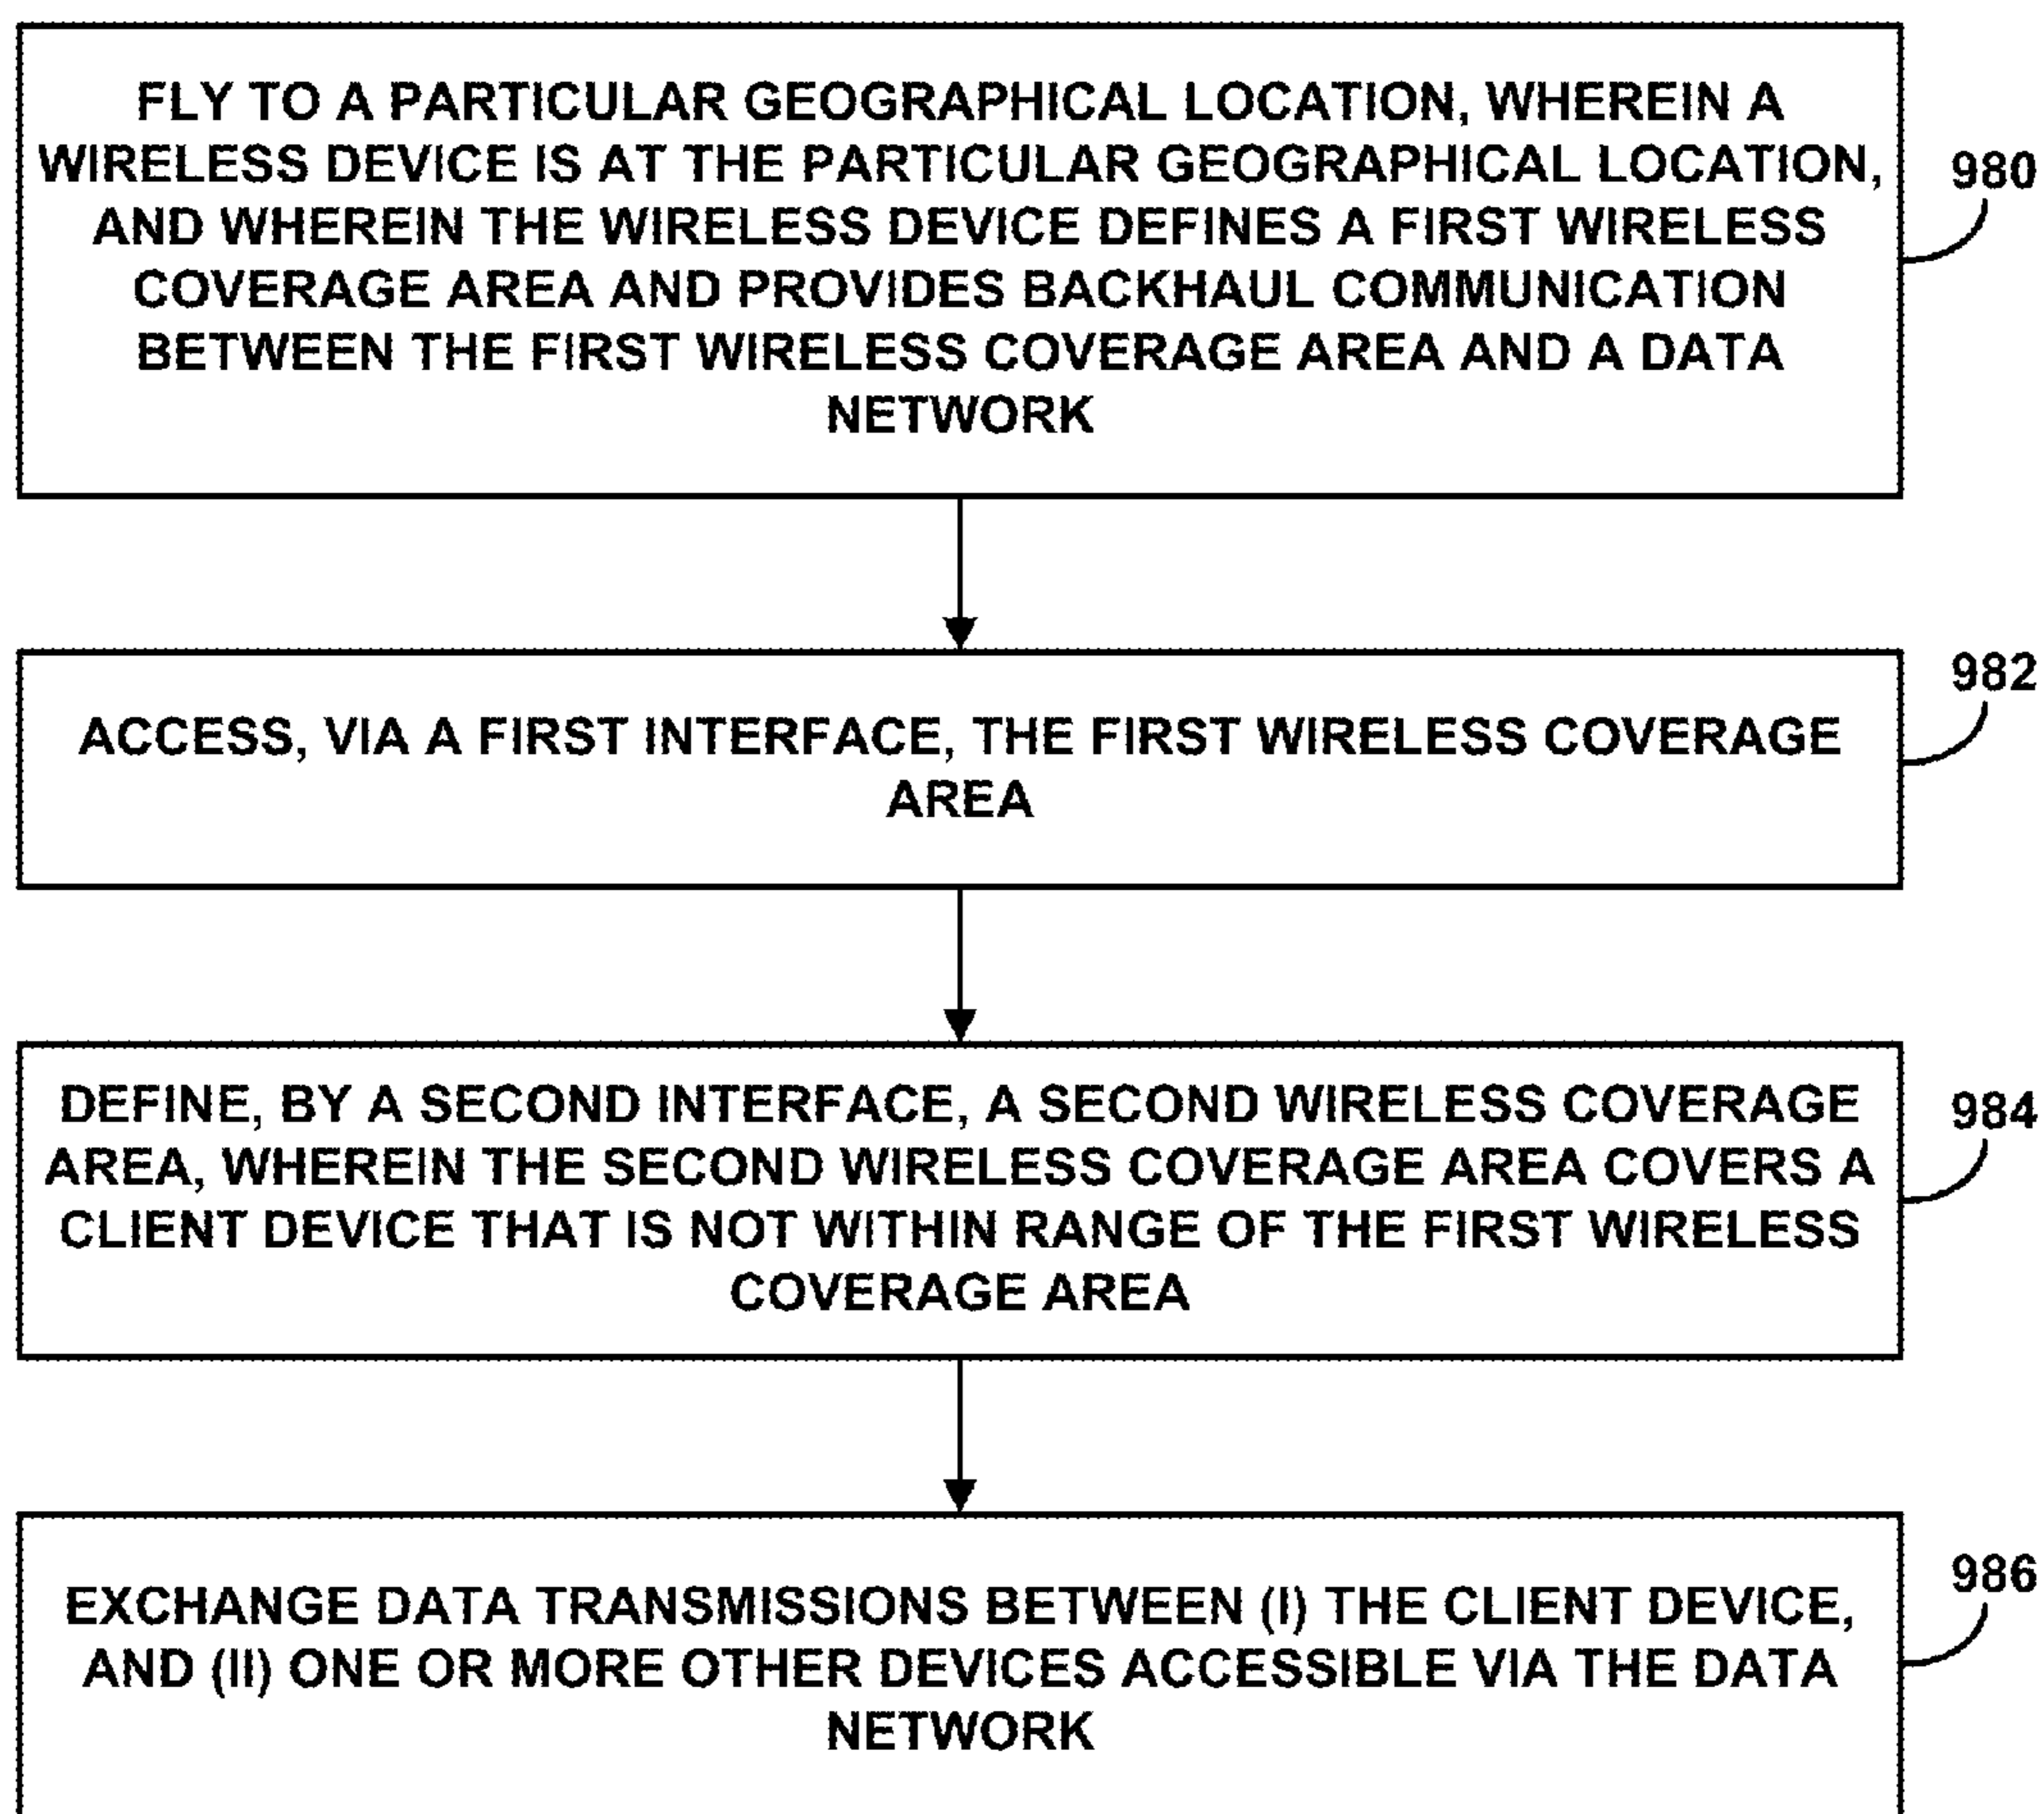 FLY TO A PARTICULAR GEOGRAPHICAL LOCATION, WHEREIN A
WIRELESS DEVICE IS AT THE PARTICULAR GEOGRAPHICAL LOCATION,
AND WHEREIN THE WIRELESS DEVICE DEFINES A FIRST WIRELESS
COVERAGE AREA AND PROVIDES BACKHAUL COMMUNICATION
BETWEEN THE FIRST WIRELESS COVERAGE AREA AND A DATA
NETWORK
980
ACCESS, VIA A FIRST INTERFACE, THE FIRST WIRELESS COVERAGE
AREA
982
DEFINE, BY A SECOND INTERFACE, A SECOND WIRELESS COVERAGE
AREA, WHEREIN THE SECOND WIRELESS COVERAGE AREA COVERS A
CLIENT DEVICE THAT IS NOT WITHIN RANGE OF THE FIRST WIRELESS
COVERAGE AREA
984
EXCHANGE DATA TRANSMISSIONS BETWEEN (I) THE CLIENT DEVICE,
AND (II) ONE OR MORE OTHER DEVICES ACCESSIBLE VIA THE DATA
NETWORK
986